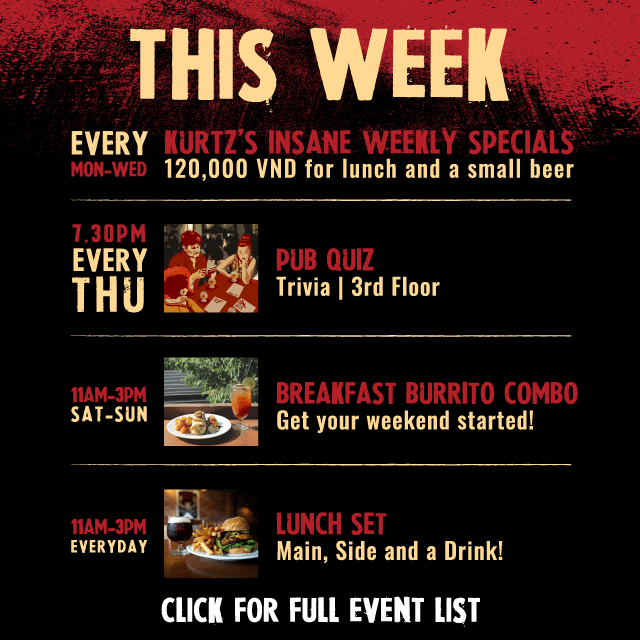 THIS WEEK
EVERY
MON-WED
KURTZ'S INSANE WEEKLY SPECIALS
120,000 VND for lunch and a small beer
7.30PM
EVERY
THU
PUB QUIZ
Trivia | 3rd Floor
11AM-3PM
SAT-SUN
BREAKFAST BURRITO COMBO
Get your weekend started!
11AM-3PM
EVERYDAY
LUNCH SET
Main, Side and a Drink!
CLICK FOR FULL EVENT LIST